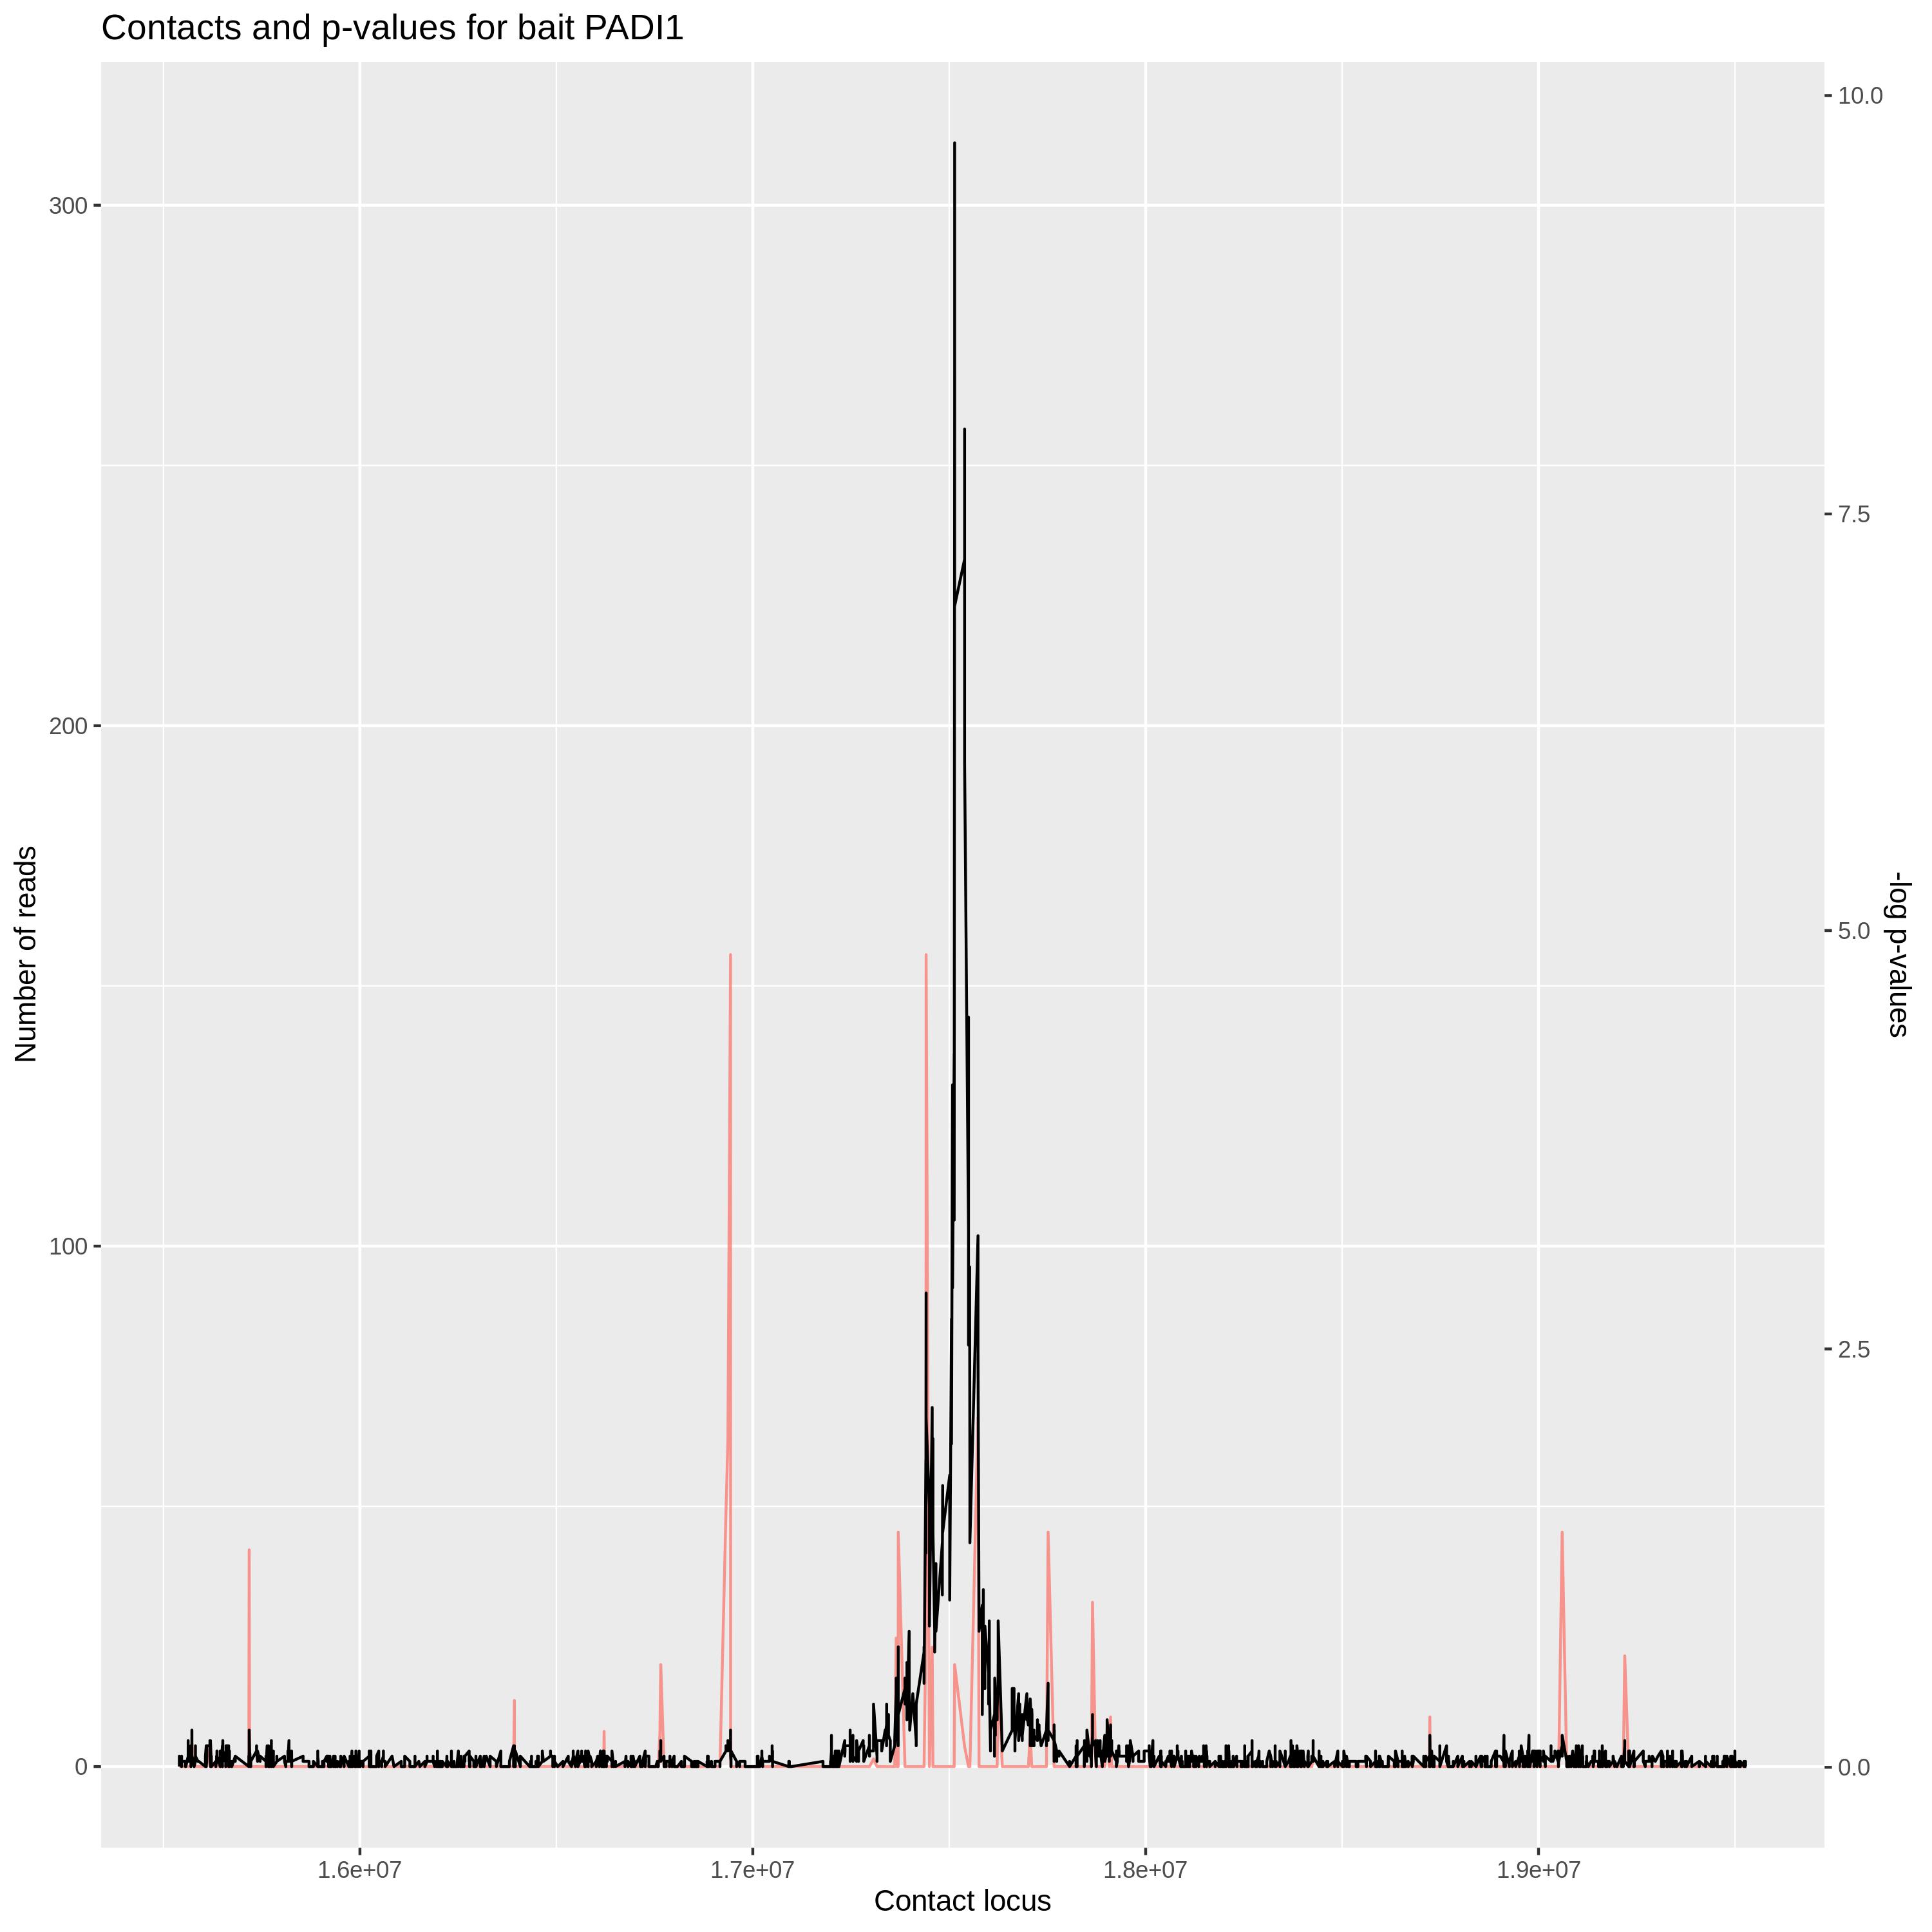 Contacts and p-values for bait PADI1
Number of reads
300
200
100
0
10.0
7.5
5.0
2.5
0.0
-log p-values
1.6e+07
1.7e+07
1.8e+07
1.9e+07
Contact locus